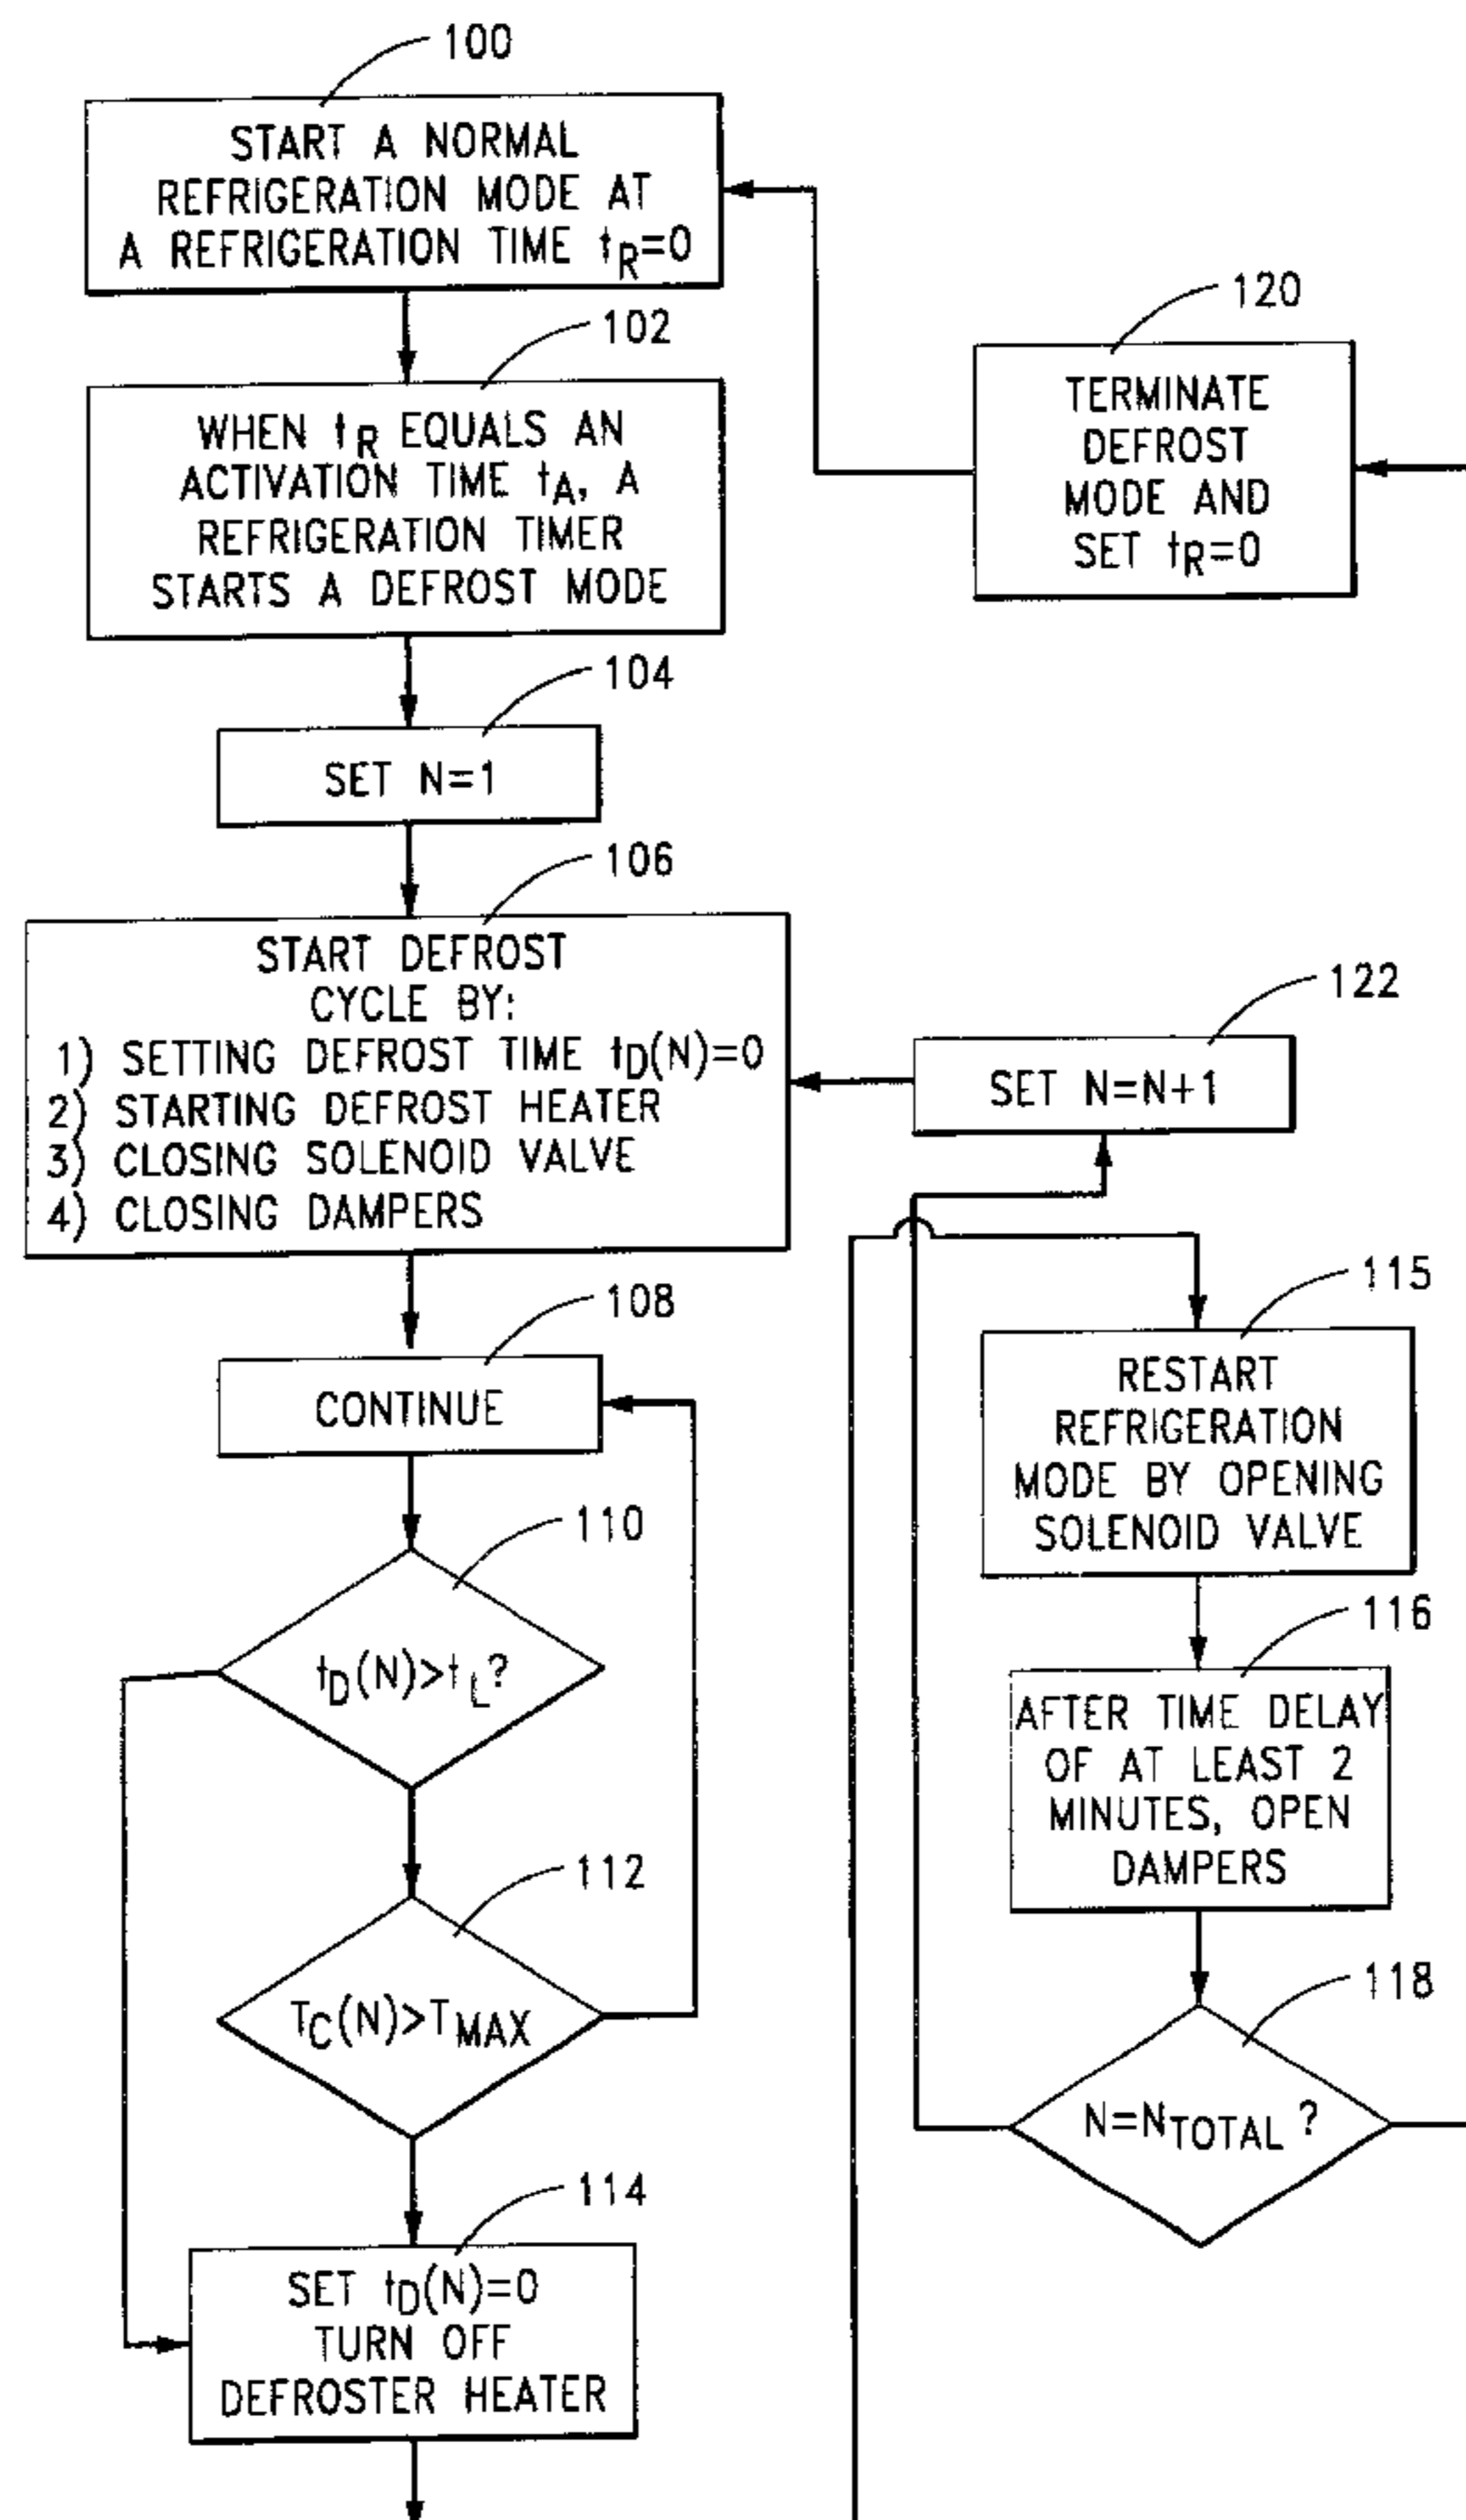 100
START A NORMAL
REFRIGERATION MODE AT
A REFRIGERATION TIME tR=0
102
WHEN tR EQUALS AN
ACTIVATION TIME tA, A
REFRIGERATION TIMER
STARTS A DEFROST MODE
104
SET N=1
106
START DEFROST
CYCLE BY:
1) SETTING DEFROST TIME tD(N)=0
2) STARTING DEFROST HEATER
3) CLOSING SOLENOID VALVE
4) CLOSING DAMPERS
108
CONTINUE
110
tD(N)>tL?
112
TC(N)>TMAX
114
SET tD(N)=0
TURN OFF
DEFROSTER HEATER
120
TERMINATE
DEFROST
MODE AND
SET tR=0
122
SET N=N+1
115
RESTART
REFRIGERATION
MODE BY OPENING
SOLENOID VALVE
116
AFTER TIME DELAY
OF AT LEAST 2
MINUTES, OPEN
DAMPERS
118
N=NTOTAL?